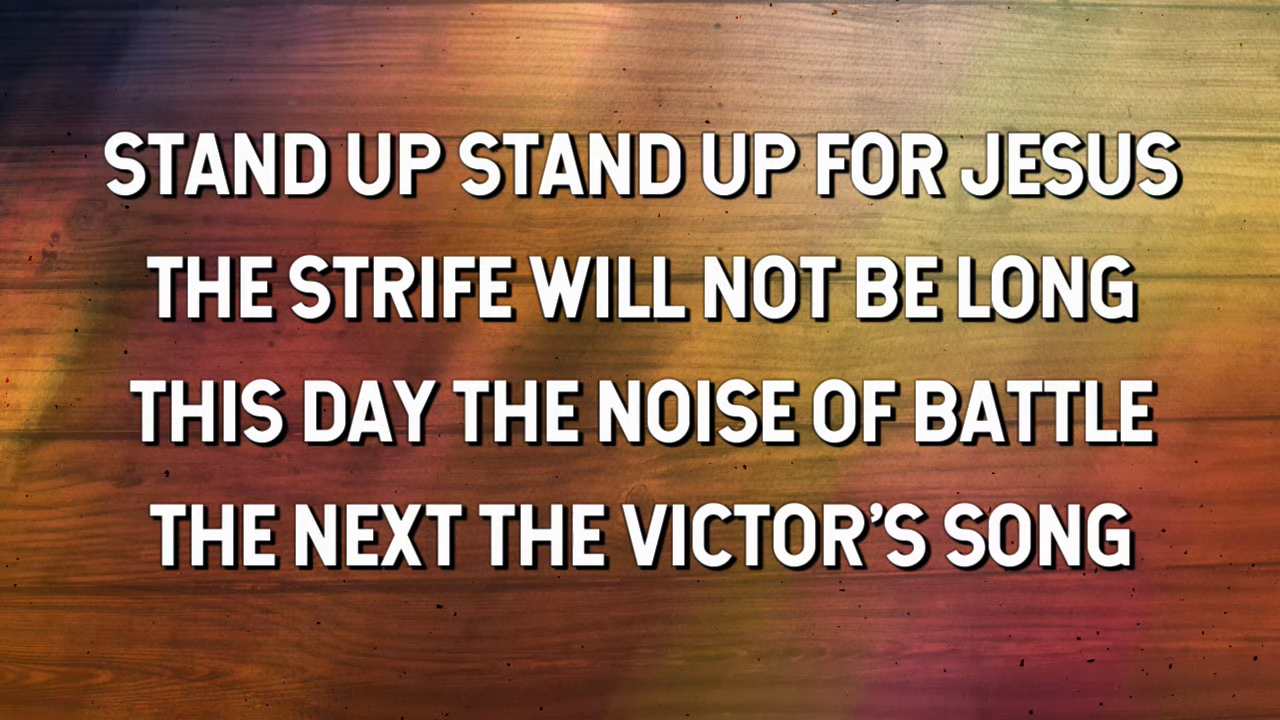 STAND UP STAND UP FOR JESUS
THE STRIFE WILL NOT BE LONG
THIS DAY THE NOISE OF BATTLE
THE NEXT THE VICTOR’S SONG